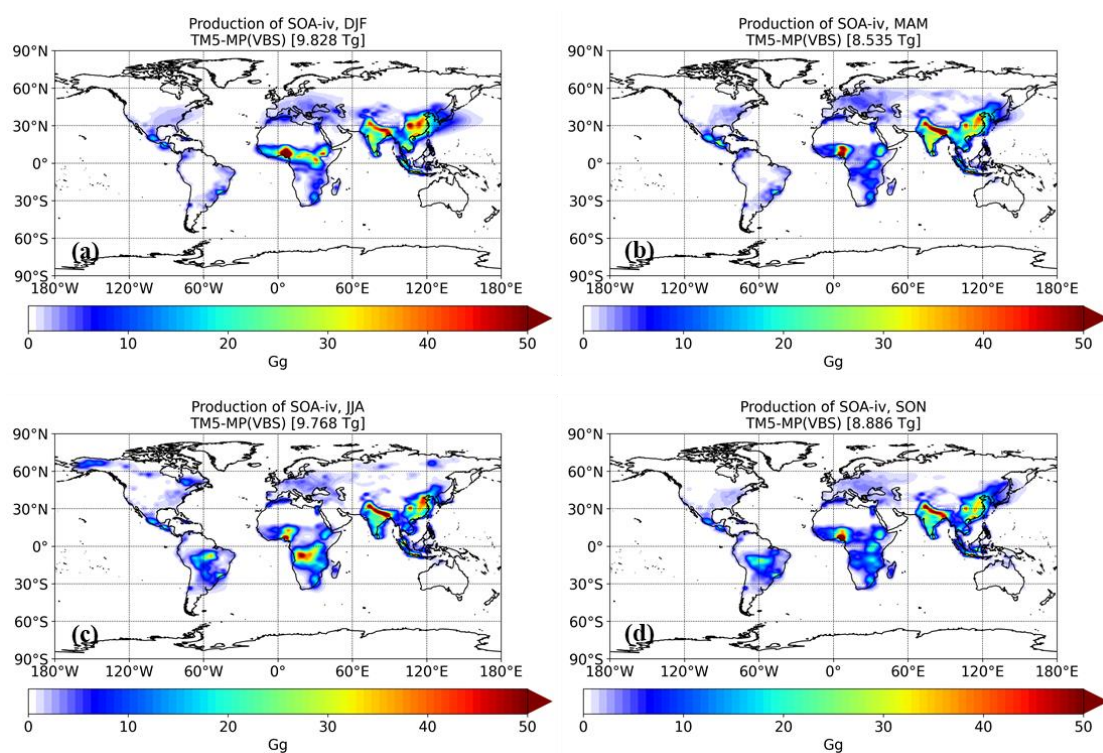 Production of SOA-iv, DJF
TM5-MP(VBS) [9.828 Tg]
90°N
60°N
30°N
0°
30°S
60°S
90°S
(a)
180°W 120°W 60°W 0° 60°E 120°E 180°E
0 10 20 30 40 50
Gg
Production of SOA-iv, MAM
TM5-MP(VBS) [8.535 Tg]
90°N
60°N
30°N
0°
30°S
60°S
90°S
(b)
180°W 120°W 60°W 0° 60°E 120°E 180°E
0 10 20 30 40 50
Gg
Production of SOA-iv, JJA
TM5-MP(VBS) [9.768 Tg]
90°N
60°N
30°N
0°
30°S
60°S
90°S
(c)
180°W 120°W 60°W 0° 60°E 120°E 180°E
0 10 20 30 40 50
Gg
Production of SOA-iv, SON
TM5-MP(VBS) [8.886 Tg]
90°N
60°N
30°N
0°
30°S
60°S
90°S
(d)
180°W 120°W 60°W 0° 60°E 120°E 180°E
0 10 20 30 40 50
Gg